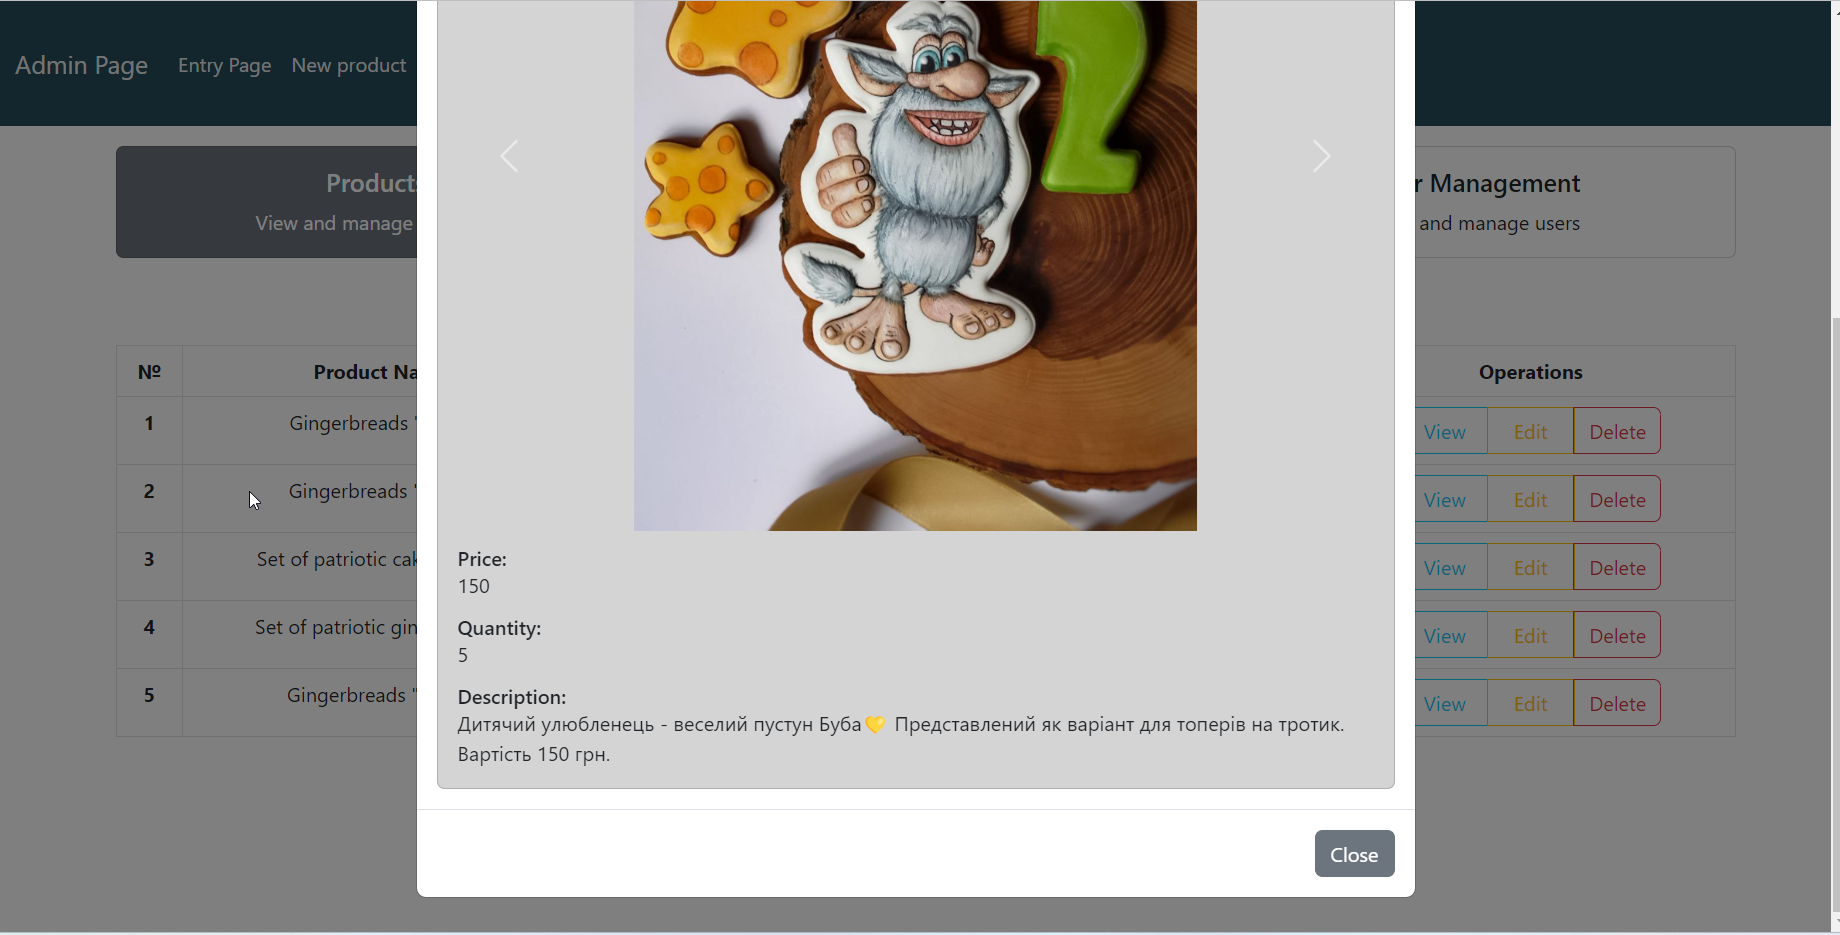 Admin Page
Entry Page
New product
Products
View and manage
r Management
and manage users
№
Product Na
Operations
1
Gingerbreads "
View
Edit
Delete
2
Gingerbreads "
View
Edit
Delete
3
Set of patriotic cak
View
Edit
Delete
4
Set of patriotic gin
View
Edit
Delete
5
Gingerbreads "
View
Edit
Delete
2
Price:
150
Quantity:
5
Description:
Дитячий улюбленець - веселий пустун Буба💛 Представлений як варіант для топерів на тротик.
Вартість 150 грн.
Close